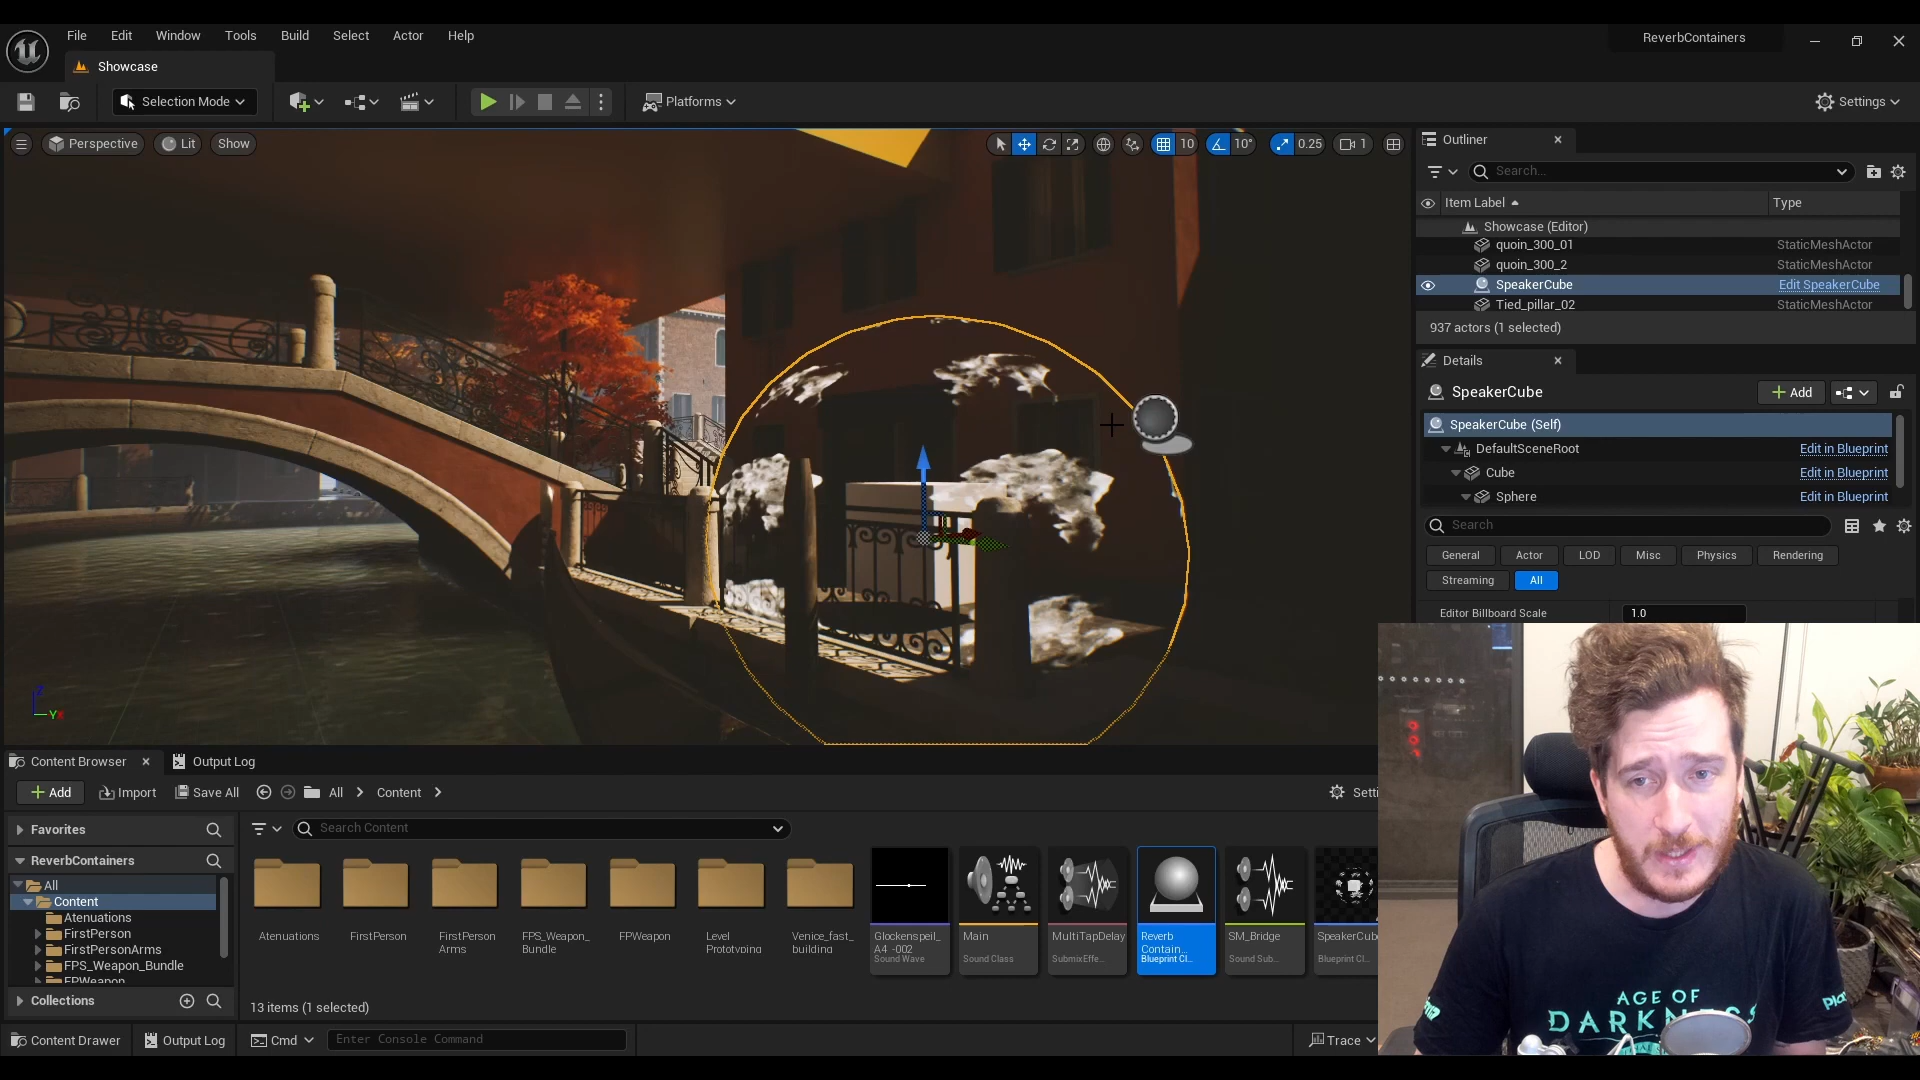 File Edit Window Tools Build Select Actor Help
ReverbContainers
Showcase
Selection Mode
Platforms
Settings
Perspective Lit Show
10 10° 0.25 1
Outliner
Search...
Item Label Type
Showcase (Editor)
quoin_300_01 StaticMeshActor
quoin_300_2 StaticMeshActor
SpeakerCube Edit SpeakerCube
Tied_pillar_02 StaticMeshActor
937 actors (1 selected)
Details
SpeakerCube
Add
SpeakerCube (Self)
DefaultSceneRoot Edit in Blueprint
Cube Edit in Blueprint
Sphere Edit in Blueprint
Search
General Actor LOD Misc Physics Rendering
Streaming All
Editor Billboard Scale 1.0
Z
Y
Content Browser Output Log
Add Import Save All All Content
Setti
Favorites
Search Content
ReverbContainers
All
Content
Atenuations
FirstPerson
FirstPersonArms
FPS_Weapon_Bundle
FPWeapon
Collections
Atenuations
FirstPerson
FirstPerson
Arms
FPS_Weapon_
Bundle
FPWeapon
Level
Prototyping
Venice_fast_
building
Glockenspeil_
A4_-002
Sound Wave
Main
Sound Class
MultiTapDelay
SubmixEffe...
Reverb
Contain...
Blueprint Cl...
SM_Bridge
Sound Sub...
SpeakerCube
Blueprint Cl...
13 items (1 selected)
Content Drawer Output Log Cmd Enter Console Command Trace
AGE OF
DARKNESS